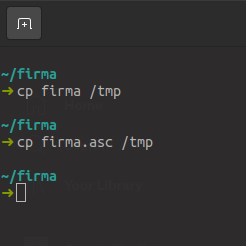 ~/firma
➜ cp firma /tmp
~/firma
➜ cp firma.asc /tmp
~/firma
➜